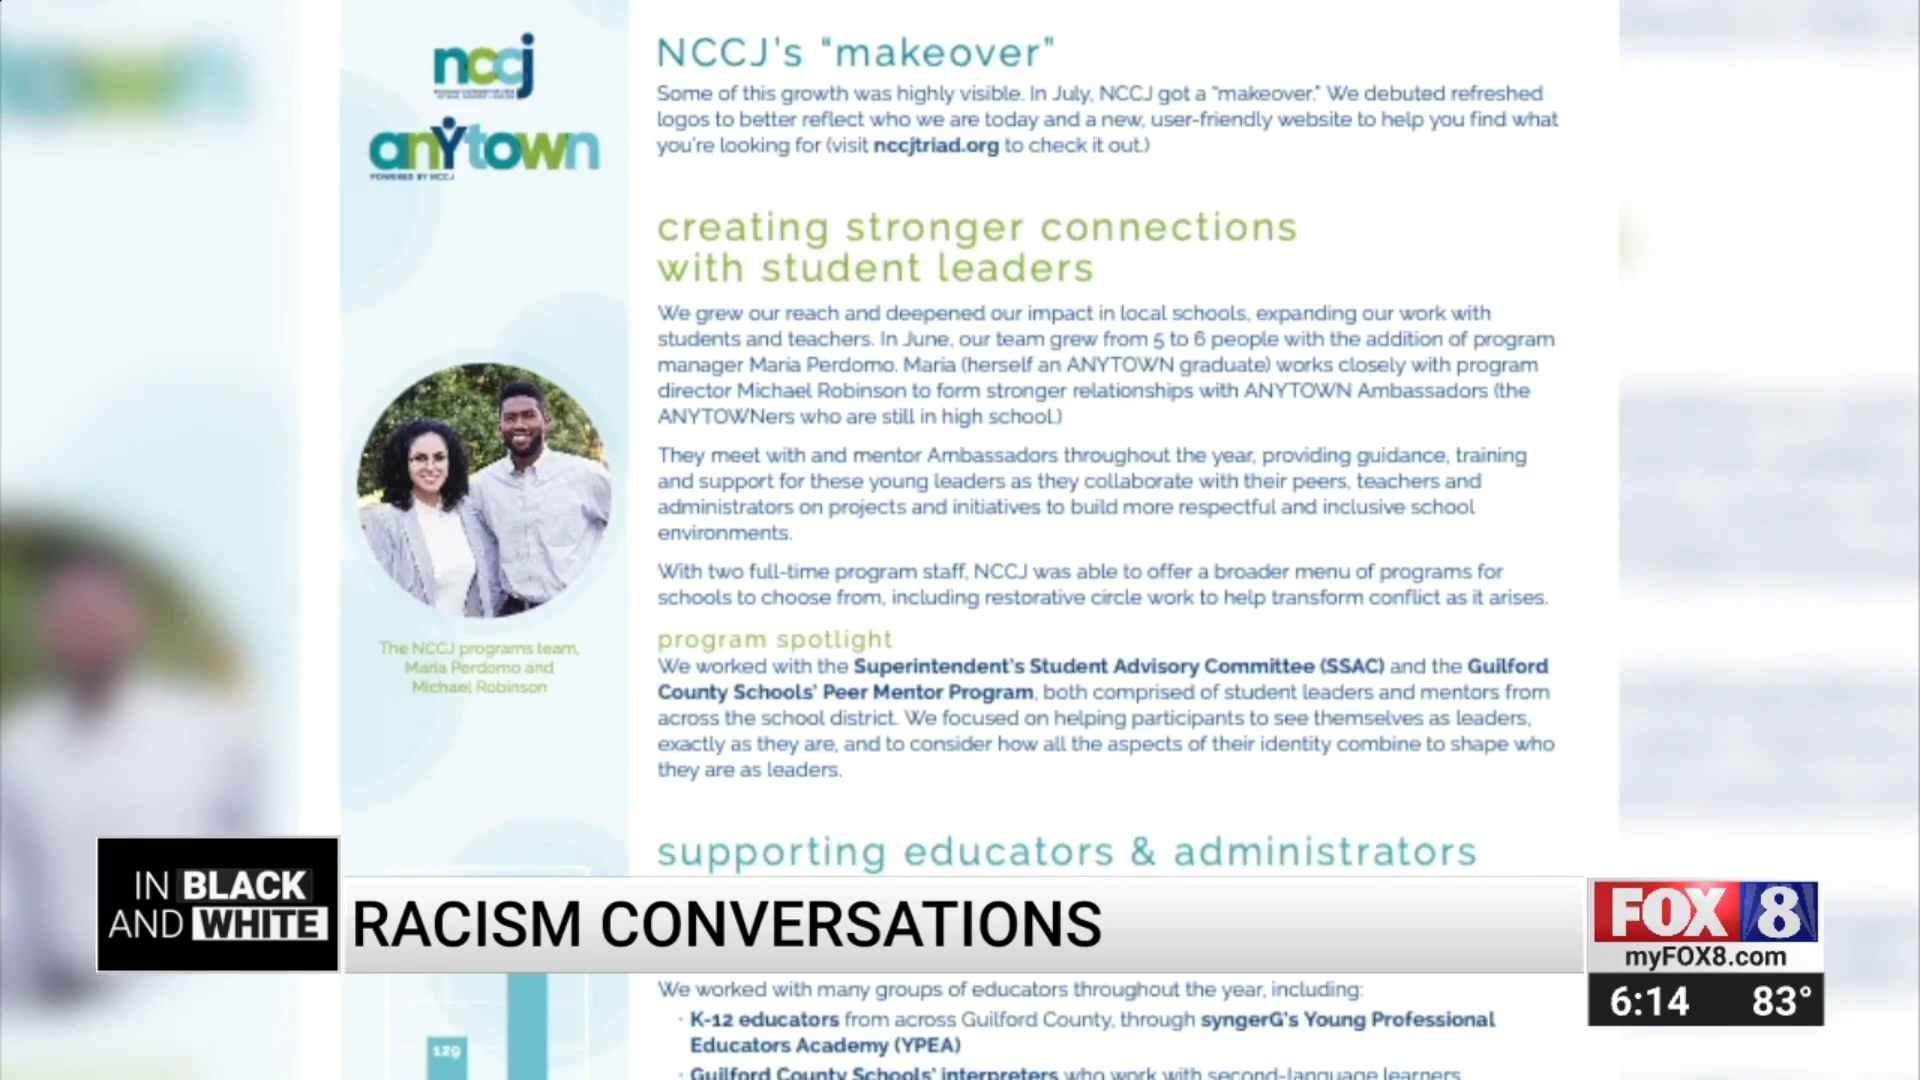 nccj
anytown
POWERED BY NCCJ
The NCCJ programs team,
Maria Perdomo and
Michael Robinson
NCCJ's “makeover”
Some of this growth was highly visible. In July, NCCJ got a “makeover.” We debuted refreshed
logos to better reflect who we are today and a new, user-friendly website to help you find what
you're looking for (visit nccjtriad.org to check it out.)
creating stronger connections
with student leaders
We grew our reach and deepened our impact in local schools, expanding our work with
students and teachers. In June, our team grew from 5 to 6 people with the addition of program
manager Maria Perdomo. Maria (herself an ANYTOWN graduate) works closely with program
director Michael Robinson to form stronger relationships with ANYTOWN Ambassadors (the
ANYTOWNers who are still in high school.)
They meet with and mentor Ambassadors throughout the year, providing guidance, training
and support for these young leaders as they collaborate with their peers, teachers and
administrators on projects and initiatives to build more respectful and inclusive school
environments.
With two full-time program staff, NCCJ was able to offer a broader menu of programs for
schools to choose from, including restorative circle work to help transform conflict as it arises.
program spotlight
We worked with the Superintendent's Student Advisory Committee (SSAC) and the Guilford
County Schools' Peer Mentor Program, both comprised of student leaders and mentors from
across the school district. We focused on helping participants to see themselves as leaders,
exactly as they are, and to consider how all the aspects of their identity combine to shape who
they are as leaders.
supporting educators & administrators
IN BLACK
AND WHITE
RACISM CONVERSATIONS
FOX 8
myFOX8.com
6:14 83°
We worked with many groups of educators throughout the year, including:
· K-12 educators from across Guilford County, through syngerG's Young Professional
Educators Academy (YPEA)
· Guilford County Schools' interpreters who work with second-language learners
129